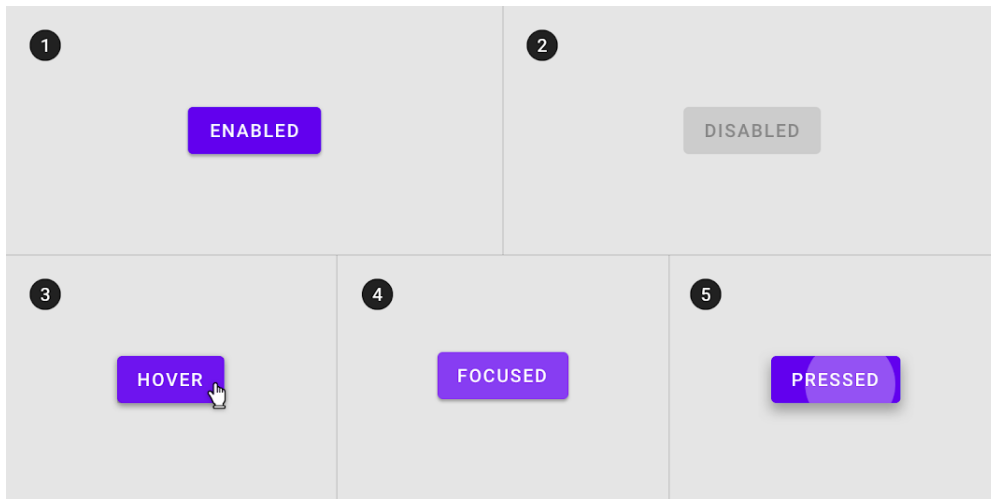 1
2
ENABLED
DISABLED
3
4
5
HOVER
FOCUSED
PRESSED